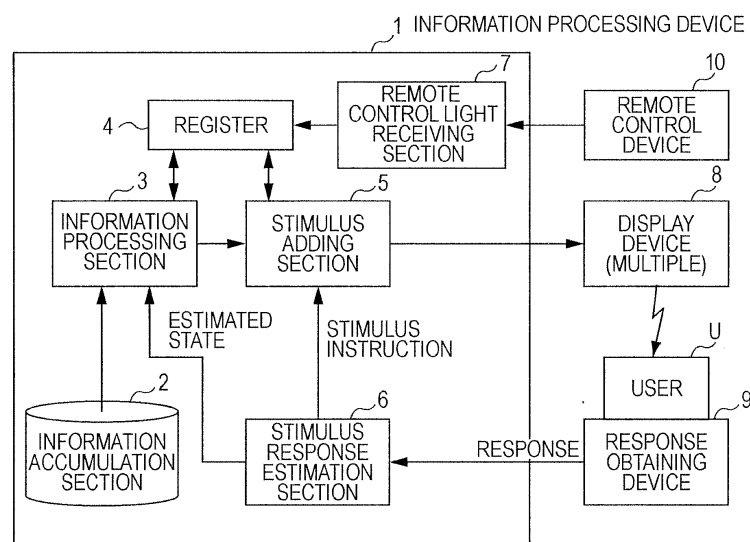 1 INFORMATION PROCESSING DEVICE
7
10
REMOTE
CONTROL LIGHT
RECEIVING
SECTION
REMOTE
CONTROL
DEVICE
4
REGISTER
3
5
8
INFORMATION
PROCESSING
SECTION
STIMULUS
ADDING
SECTION
DISPLAY
DEVICE
(MULTIPLE)
ESTIMATED
STATE
STIMULUS
INSTRUCTION
U
USER
2
6
9
INFORMATION
ACCUMULATION
SECTION
STIMULUS
RESPONSE
ESTIMATION
SECTION
RESPONSE
RESPONSE
OBTAINING
DEVICE